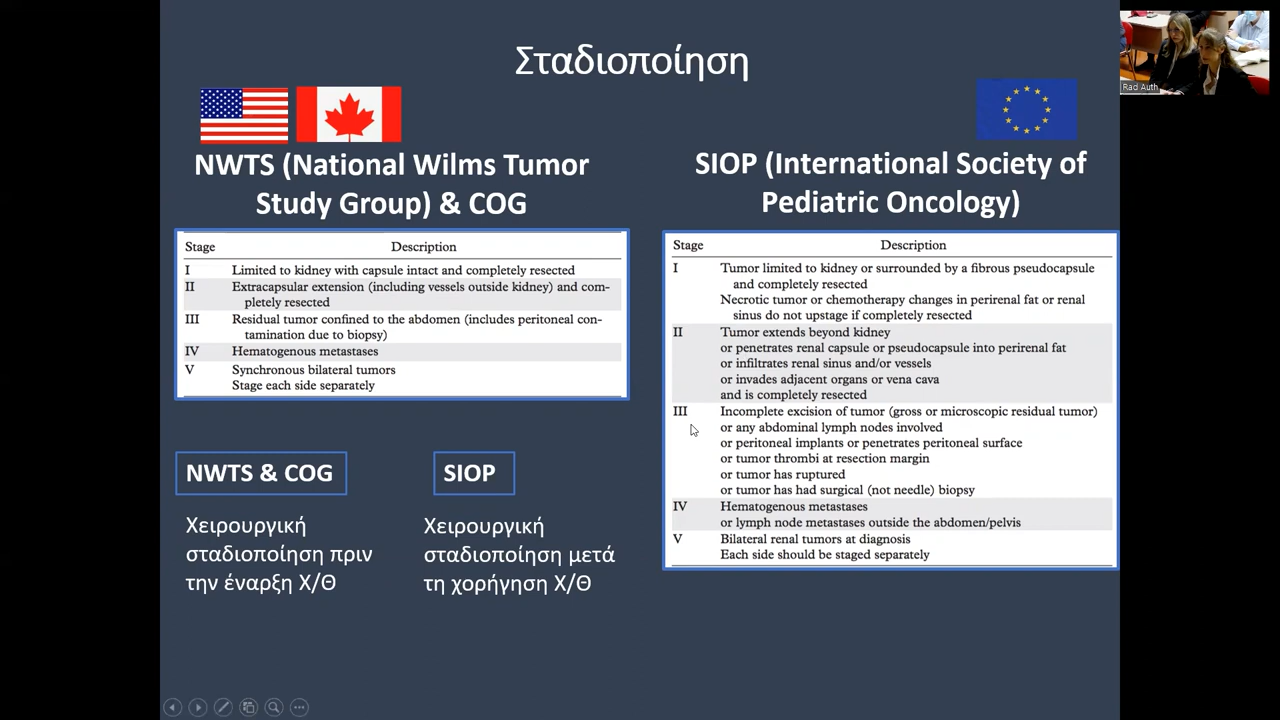 Σταδιοποίηση
NWTS (National Wilms Tumor
Study Group) & COG
Stage Description
I Limited to kidney with capsule intact and completely resected
II Extracapsular extension (including vessels outside kidney) and com-
pletely resected
III Residual tumor confined to the abdomen (includes peritoneal con-
tamination due to biopsy)
IV Hematogenous metastases
V Synchronous bilateral tumors
Stage each side separately
NWTS & COG
Χειρουργική
σταδιοποίηση πριν
την έναρξη Χ/Θ
SIOP
Χειρουργική
σταδιοποίηση μετά
τη χορήγηση Χ/Θ
SIOP (International Society of
Pediatric Oncology)
Stage Description
I Tumor limited to kidney or surrounded by a fibrous pseudocapsule
and completely resected
Necrotic tumor or chemotherapy changes in perirenal fat or renal
sinus do not upstage if completely resected
II Tumor extends beyond kidney
or penetrates renal capsule or pseudocapsule into perirenal fat
or infiltrates renal sinus and/or vessels
or invades adjacent organs or vena cava
and is completely resected
III Incomplete excision of tumor (gross or microscopic residual tumor)
or any abdominal lymph nodes involved
or peritoneal implants or penetrates peritoneal surface
or tumor thrombi at resection margin
or tumor has ruptured
or tumor has had surgical (not needle) biopsy
IV Hematogenous metastases
or lymph node metastases outside the abdomen/pelvis
V Bilateral renal tumors at diagnosis
Each side should be staged separately
Rad Auth